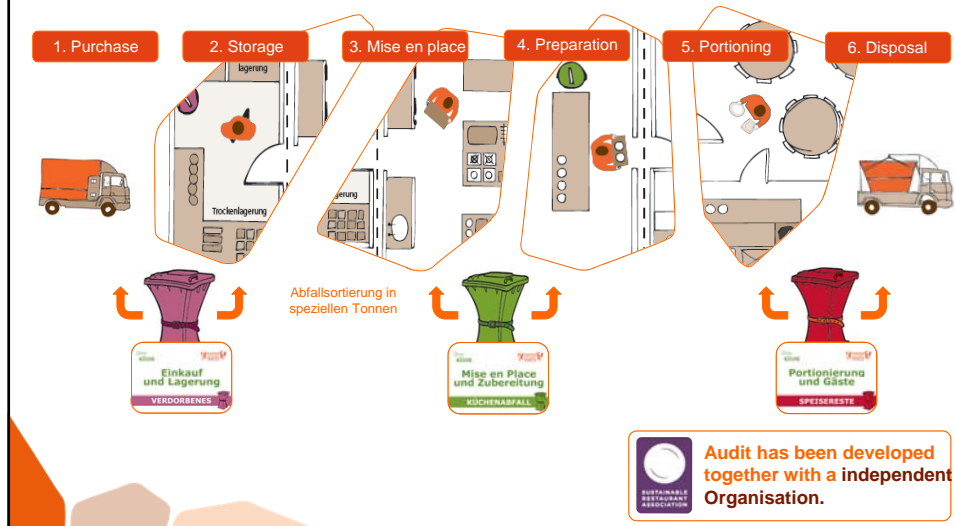 1. Purchase
2. Storage
3. Mise en place
4. Preparation
5. Portioning
6. Disposal
lagerung
Trockenlagerung
gerung
Abfallsortierung in
speziellen Tonnen
Einkauf
und Lagerung
VERDORBENES
Mise en Place
und Zubereitung
KÜCHENABFALL
Portionierung
und Gäste
SPEISERESTE
SUSTAINABLE
RESTAURANT
ASSOCIATION
Audit has been developed
together with a independent
Organisation.